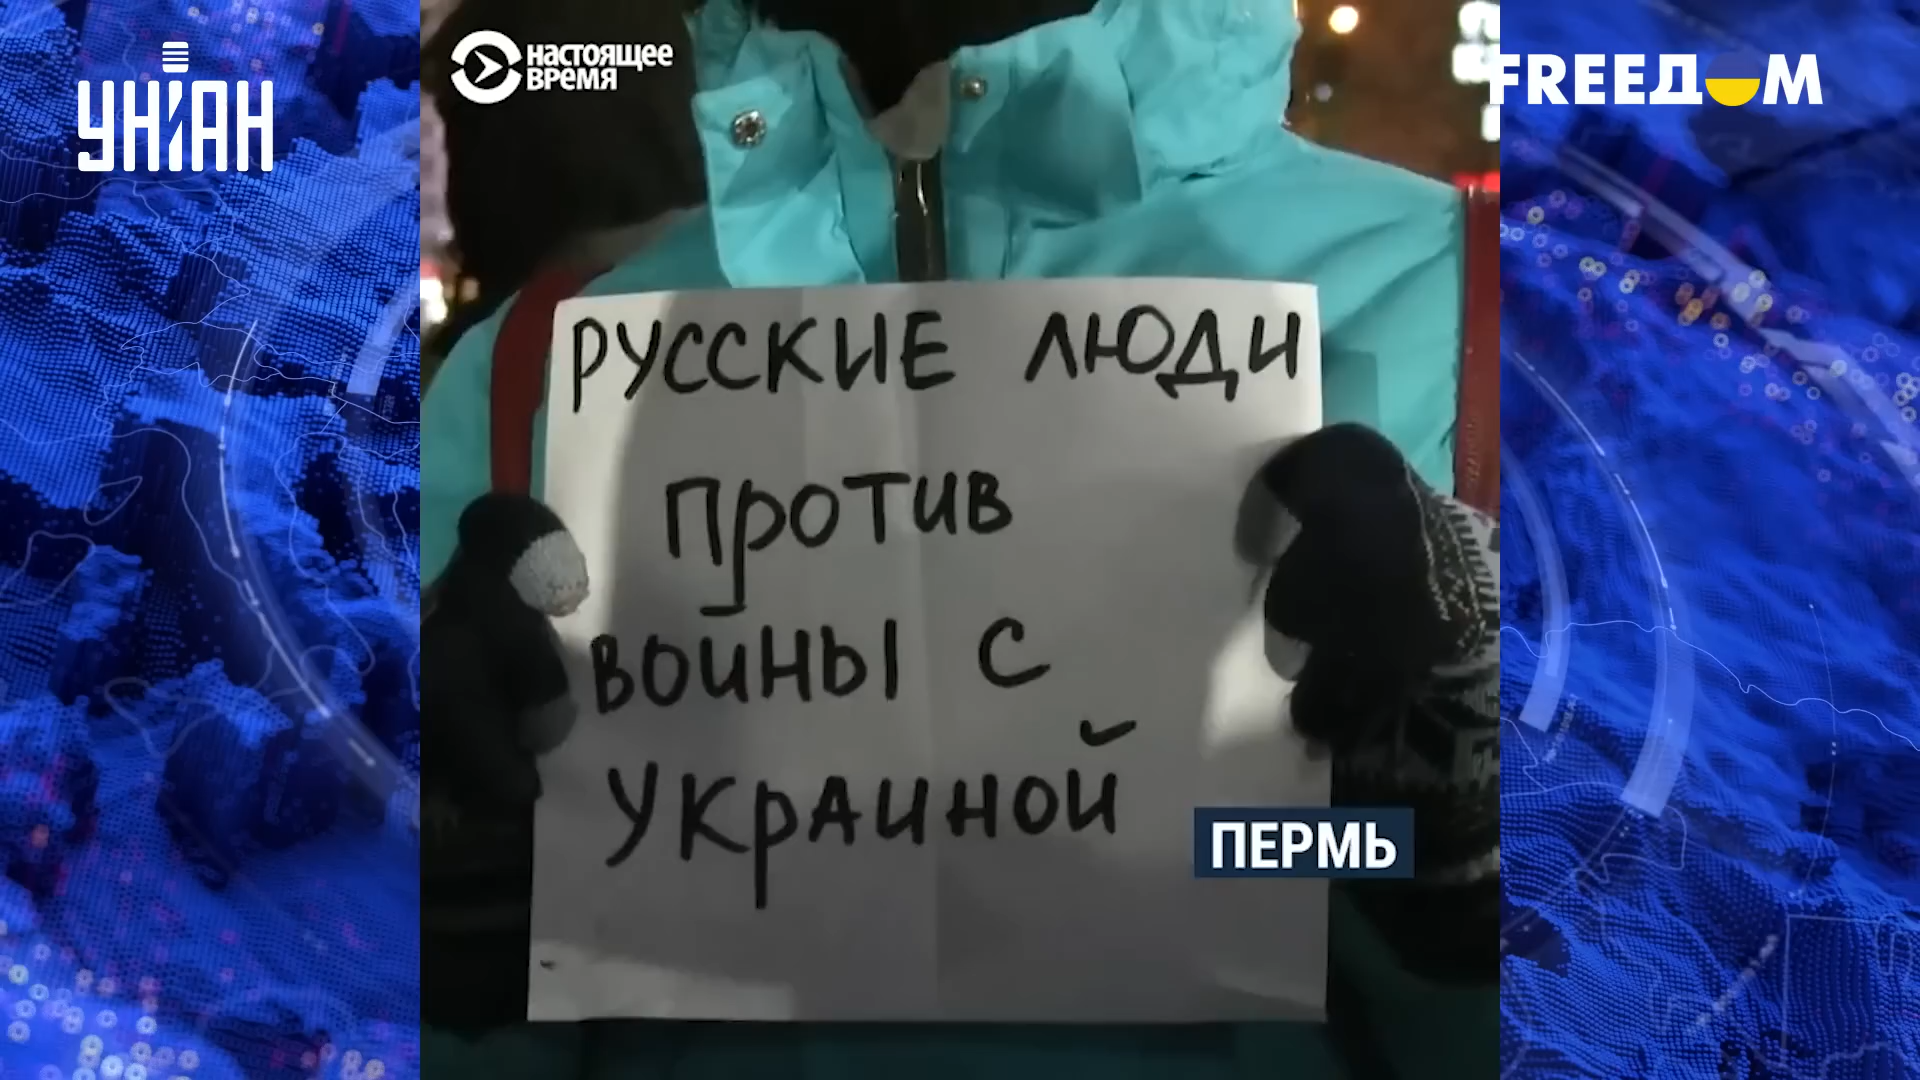 УНІАН
НАСТОЯЩЕЕ
ВРЕМЯ
FREEДОМ
РУССКИЕ ЛЮДИ
ПРОТИВ
ВОЙНЫ С
УКРАИНОЙ
ПЕРМЬ